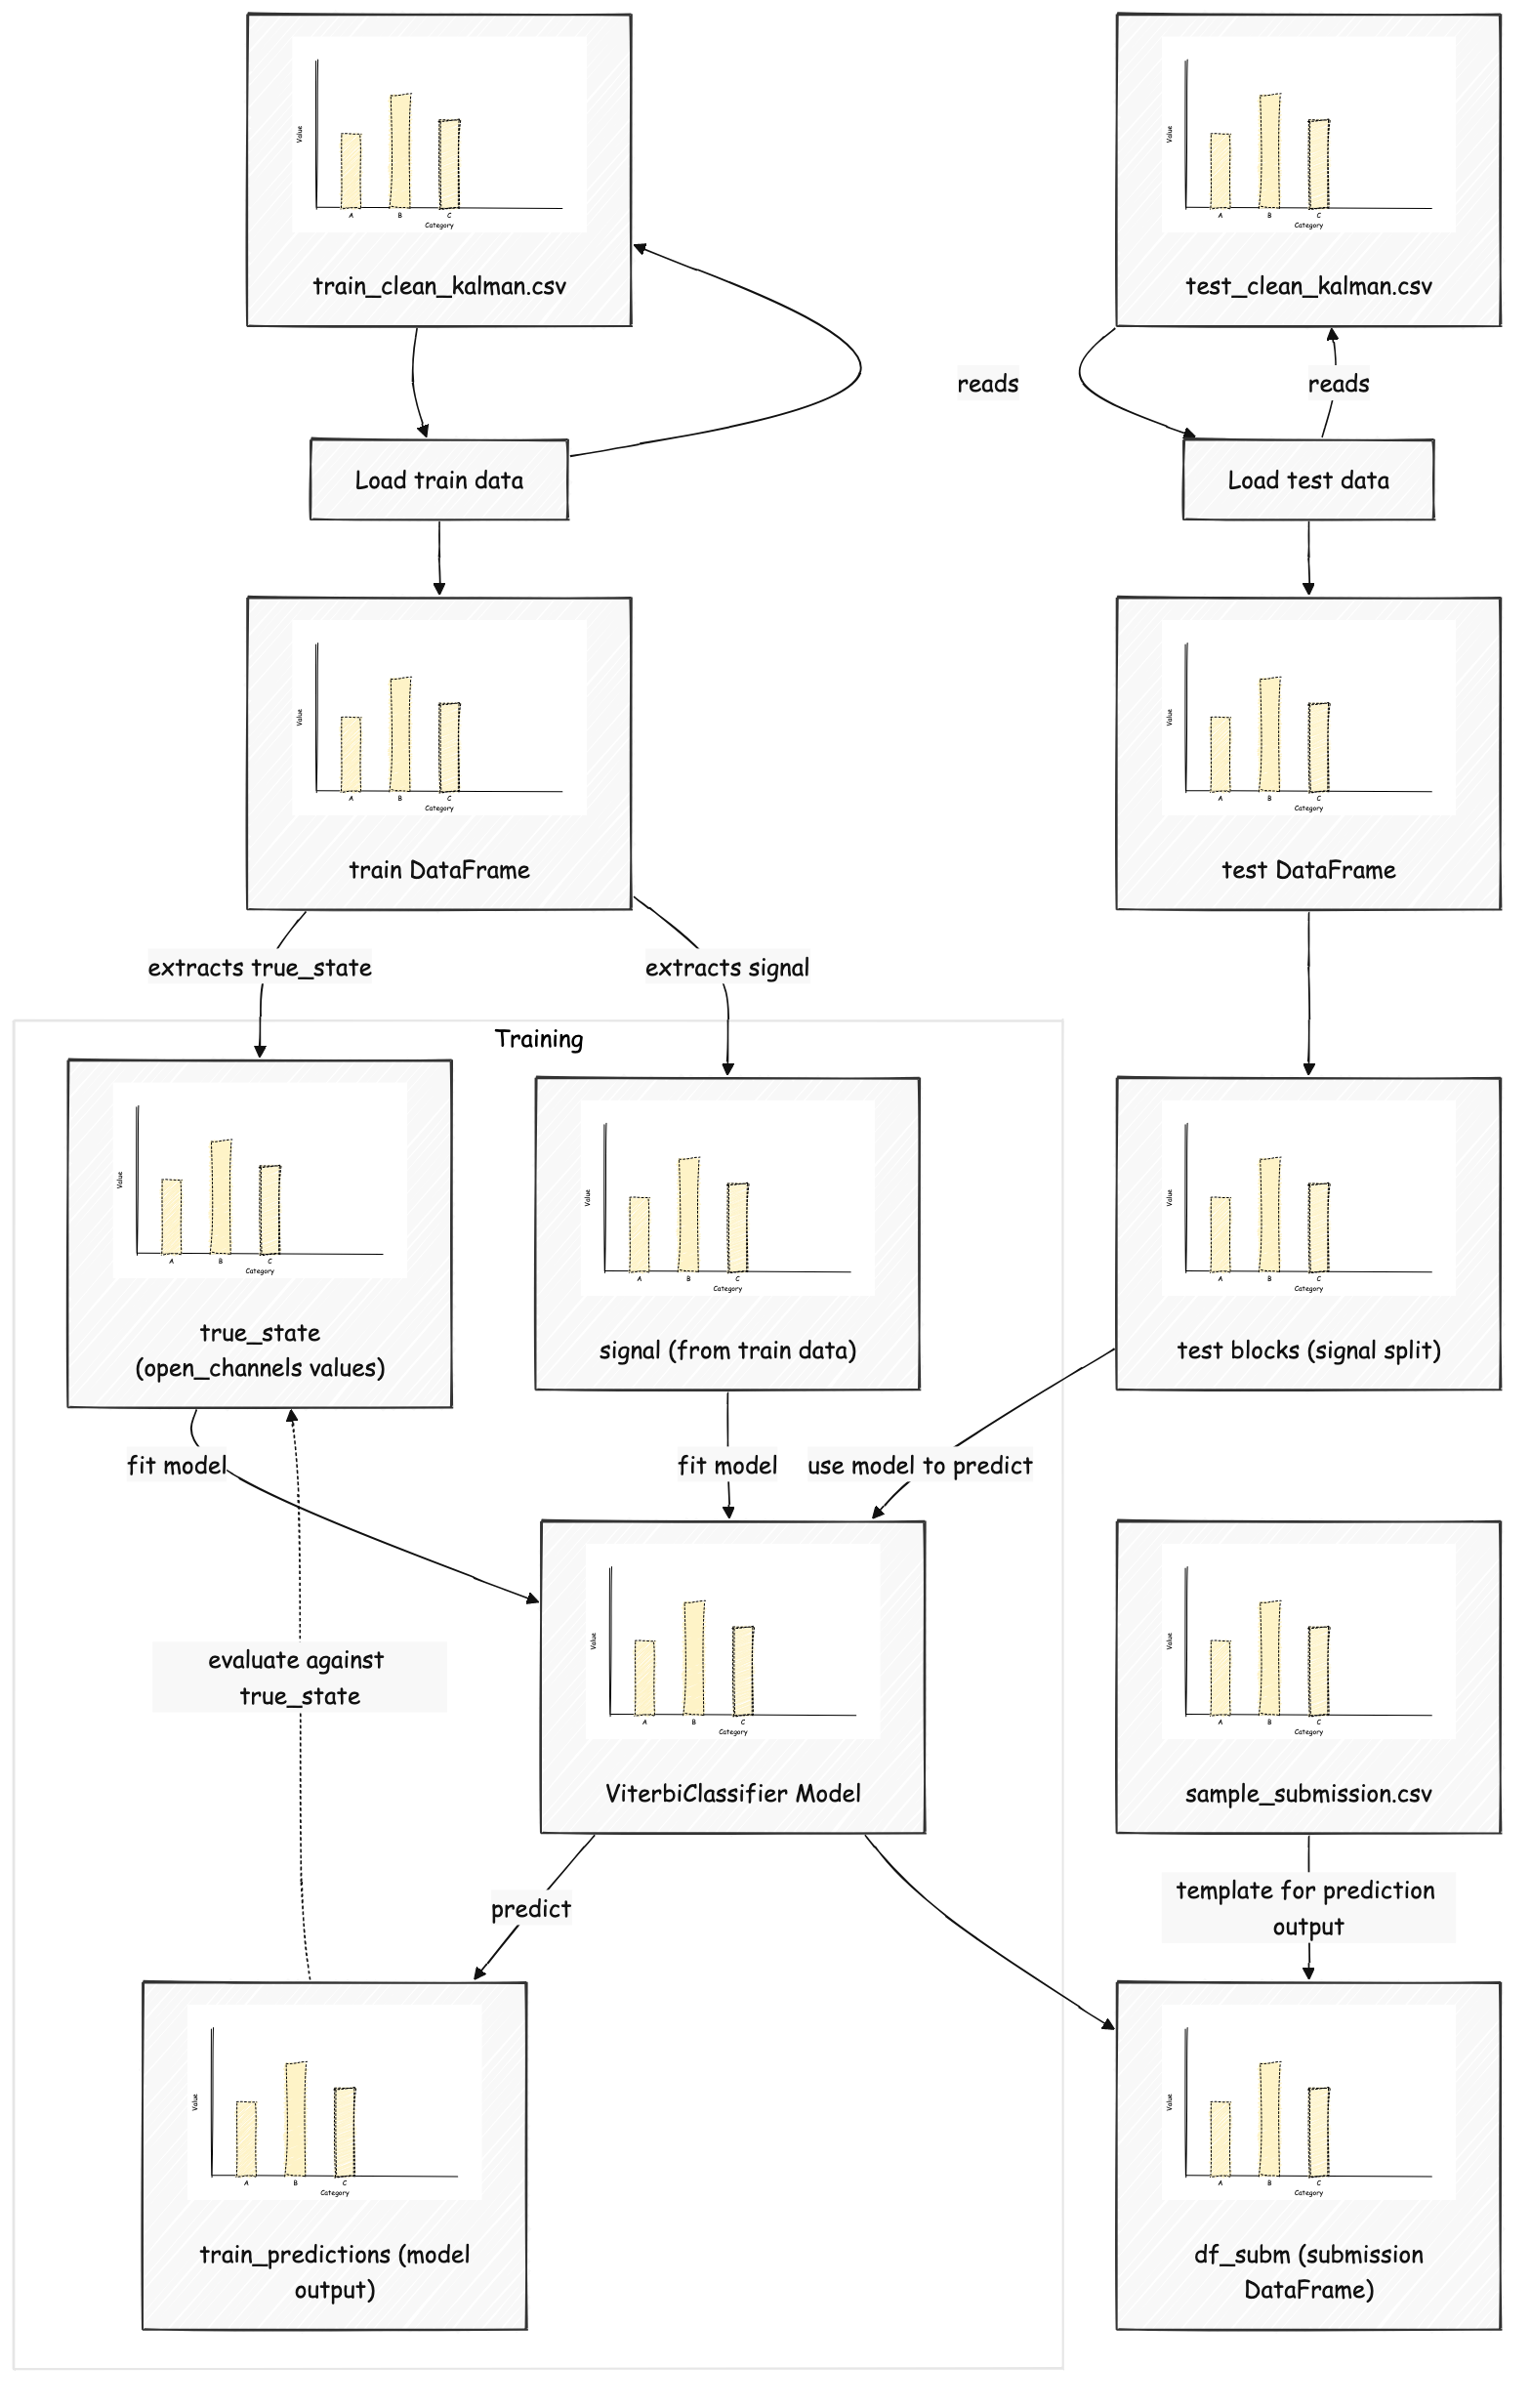 Value
A B C
Category
train_clean_kalman.csv
Value
A B C
Category
test_clean_kalman.csv
reads
reads
Load train data
Load test data
Value
A B C
Category
train DataFrame
Value
A B C
Category
test DataFrame
extracts true_state
extracts signal
Training
Value
A B C
Category
true_state
(open_channels values)
Value
A B C
Category
signal (from train data)
Value
A B C
Category
test blocks (signal split)
fit model
fit model
use model to predict
evaluate against
true_state
Value
A B C
Category
ViterbiClassifier Model
Value
A B C
Category
sample_submission.csv
predict
template for prediction
output
Value
A B C
Category
train_predictions (model
output)
Value
A B C
Category
df_subm (submission
DataFrame)